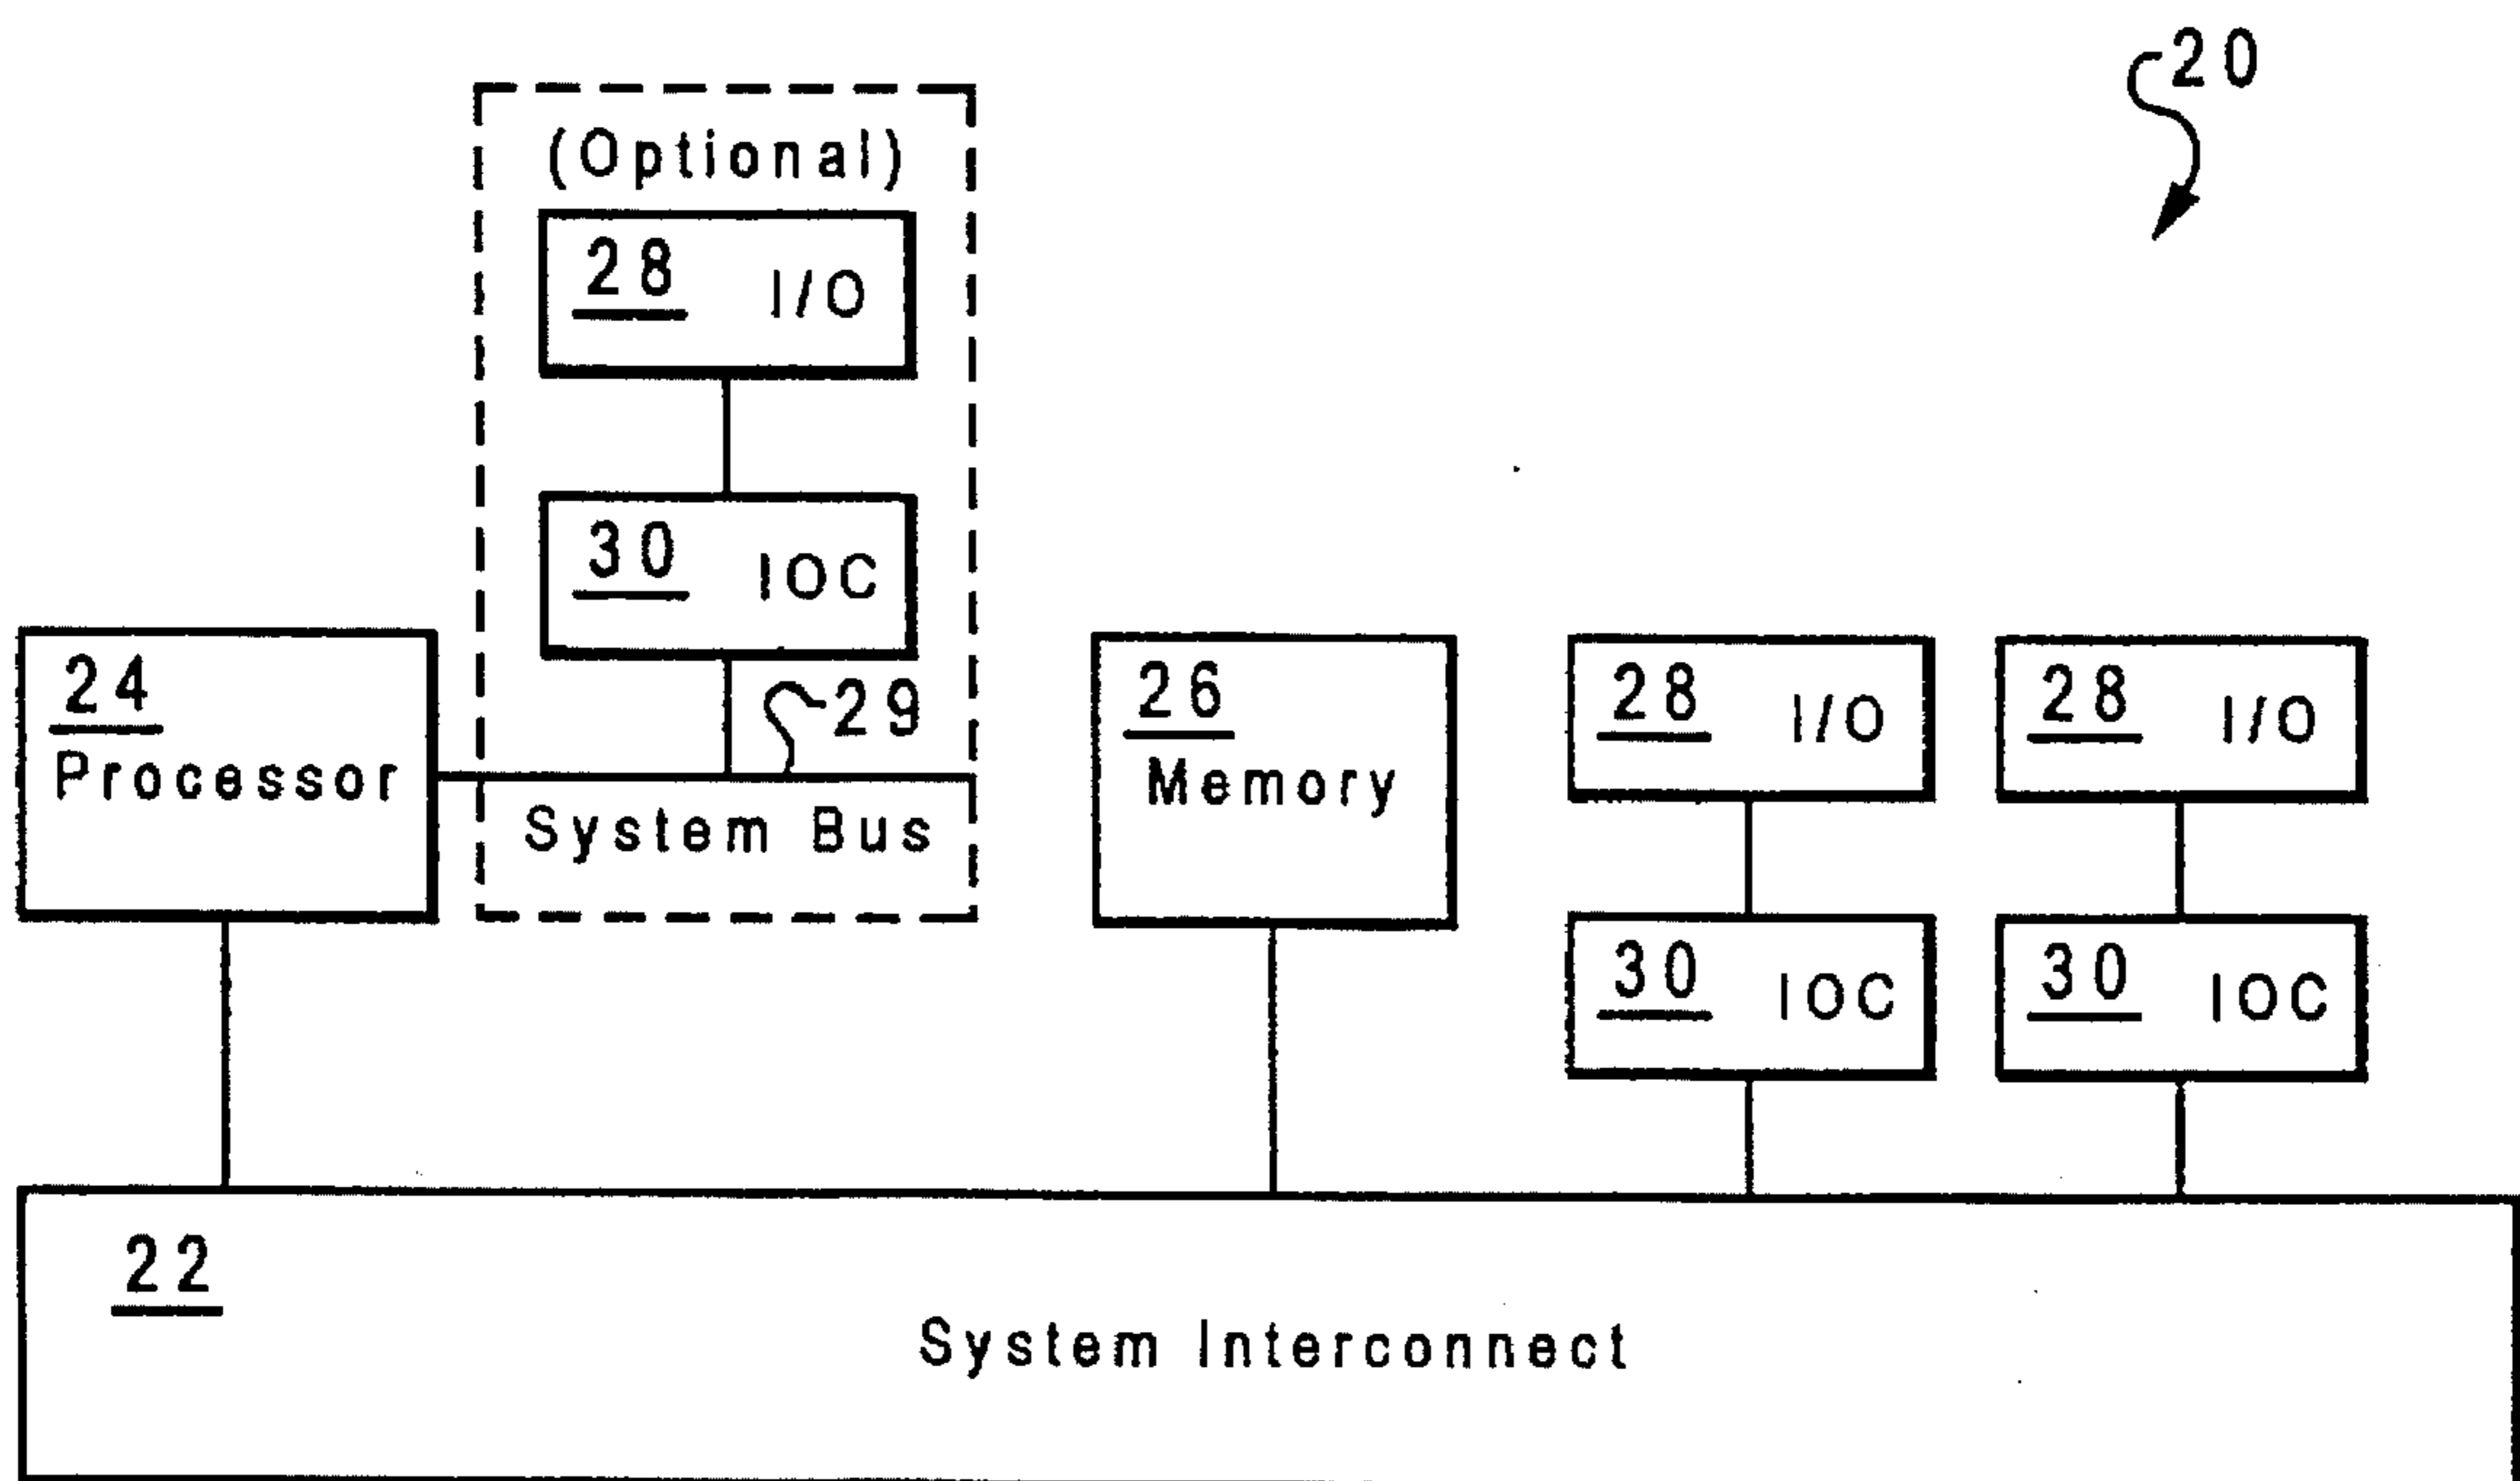 20
(Optional)
28 I/O
30 IOC
29
System Bus
24
Processor
26
Memory
28 I/O
28 I/O
30 IOC
30 IOC
22
System Interconnect